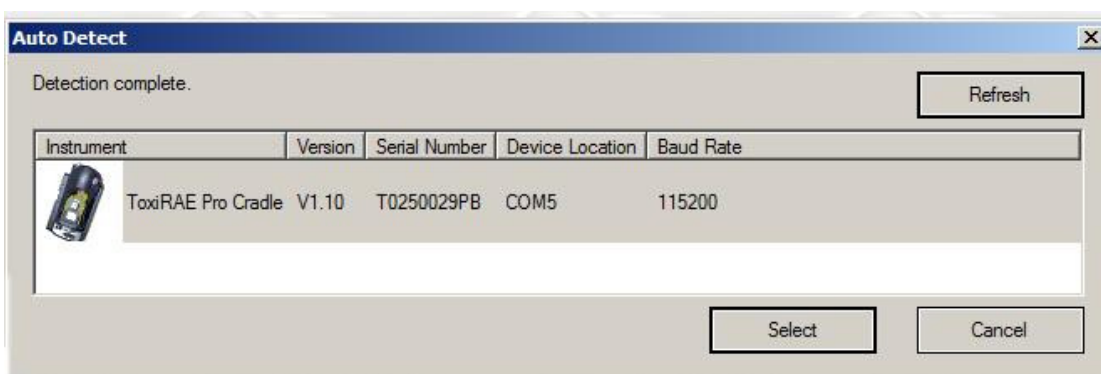 Auto Detect
Detection complete.
Refresh
Instrument Version Serial Number Device Location Baud Rate
ToxiRAE Pro Cradle V1.10 T0250029PB COM5 115200
Select Cancel